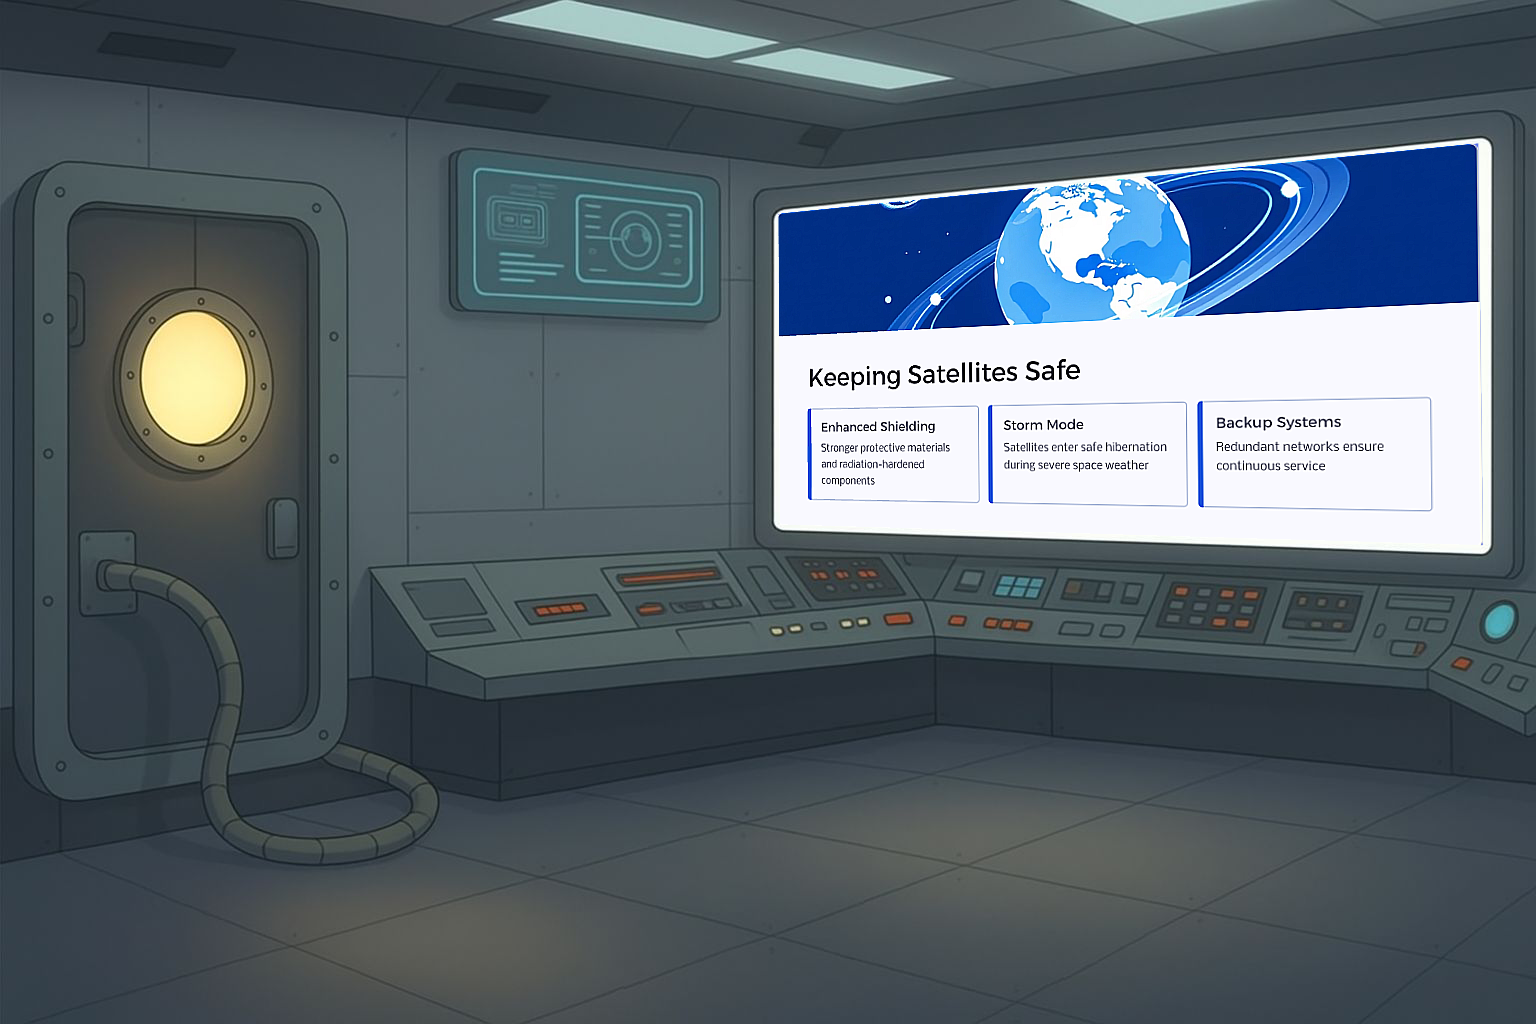 Keeping Satellites Safe
Enhanced Shielding
Stronger protective materials
and radiation-hardened
components
Storm Mode
Satellites enter safe hibernation
during severe space weather
Backup Systems
Redundant networks ensure
continuous service